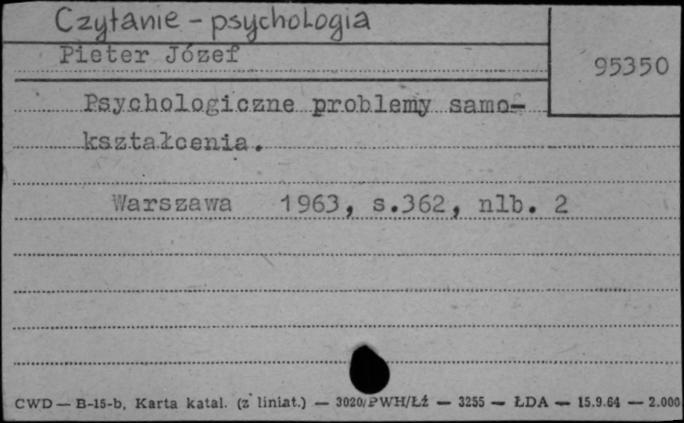 Czytanie - psychologia
Pieter Józef
95350
Psychologiczne problemy samo-
kształcenia.
Warszawa 1963, s.362, nlb. 2
CWD — B-15-b, Karta katal. (z liniat.) — 3020/PWH/Łź — 3255 — ŁDA — 15.9.64 — 2.000